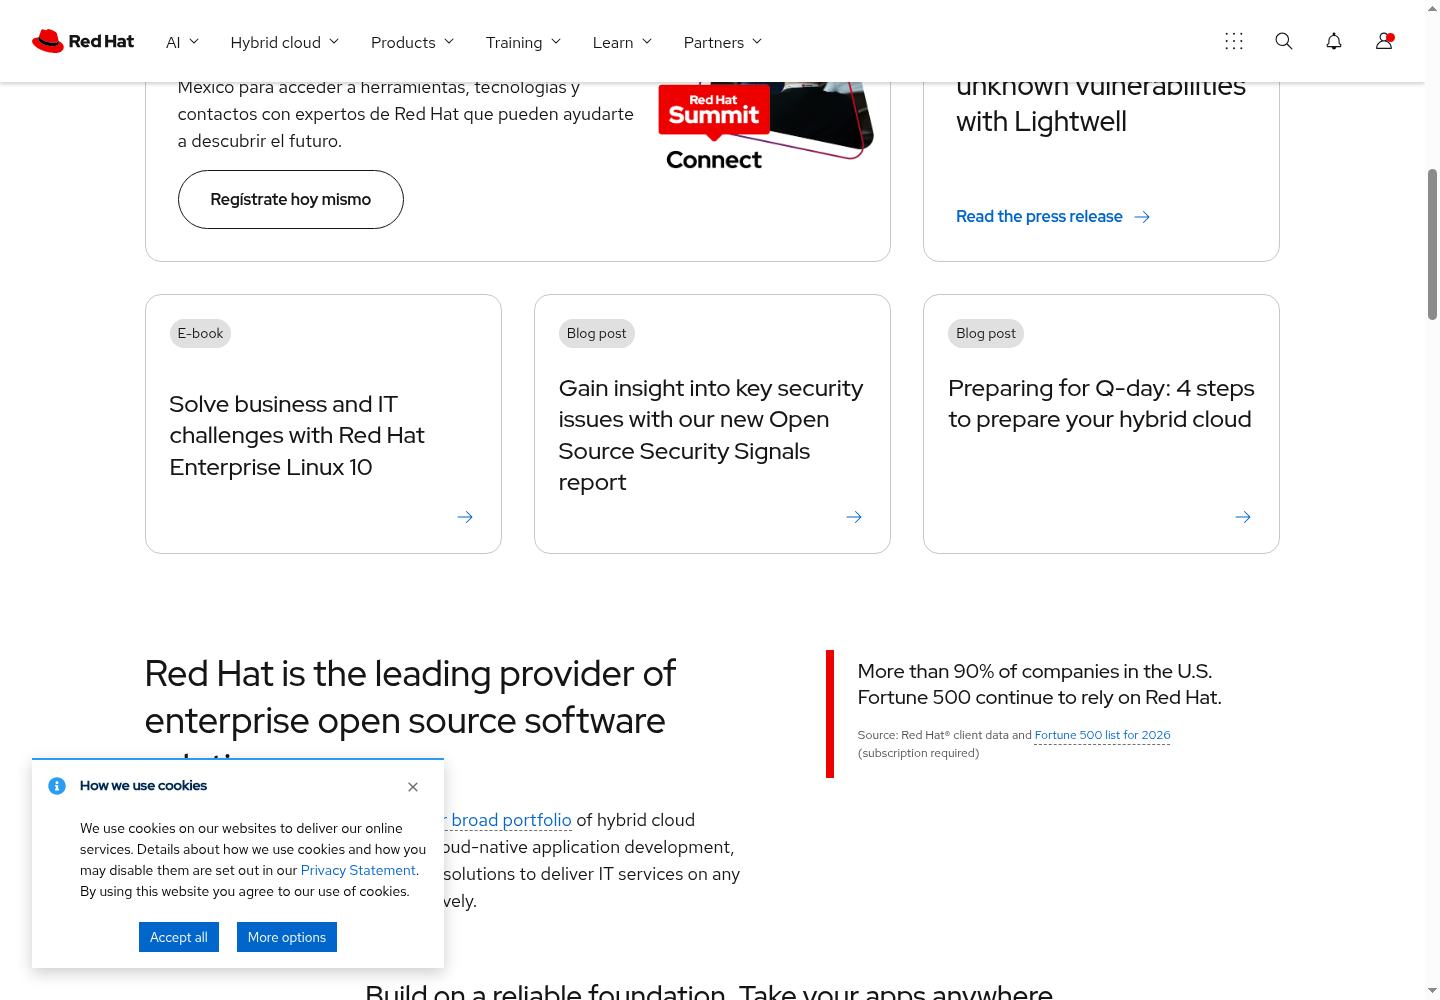 Red Hat
AI
Hybrid cloud
Products
Training
Learn
Partners
México para acceder a herramientas, tecnologías y
contactos con expertos de Red Hat que pueden ayudarte
a descubrir el futuro.
Regístrate hoy mismo
Red Hat
Summit
Connect
unknown vulnerabilities
with Lightwell
Read the press release
E-book
Solve business and IT
challenges with Red Hat
Enterprise Linux 10
Blog post
Gain insight into key security
issues with our new Open
Source Security Signals
report
Blog post
Preparing for Q-day: 4 steps
to prepare your hybrid cloud
Red Hat is the leading provider of
enterprise open source software
More than 90% of companies in the U.S.
Fortune 500 continue to rely on Red Hat.
Source: Red Hat® client data and Fortune 500 list for 2026
(subscription required)
broad portfolio of hybrid cloud
oud-native application development,
solutions to deliver IT services on any
vely.
How we use cookies
We use cookies on our websites to deliver our online
services. Details about how we use cookies and how you
may disable them are set out in our Privacy Statement.
By using this website you agree to our use of cookies.
Accept all
More options
Build on a reliable foundation. Take your apps anywhere.